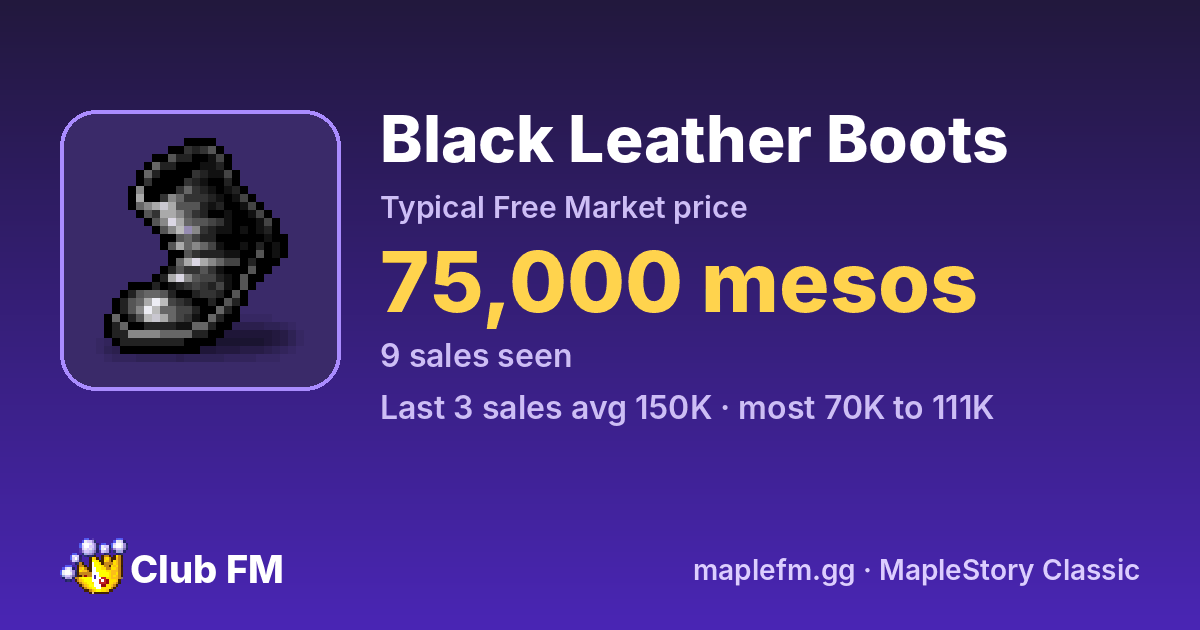 Black Leather Boots
Typical Free Market price
75,000 mesos
9 sales seen
Last 3 sales avg 150K · most 70K to 111K
Club FM
maplefm.gg · MapleStory Classic